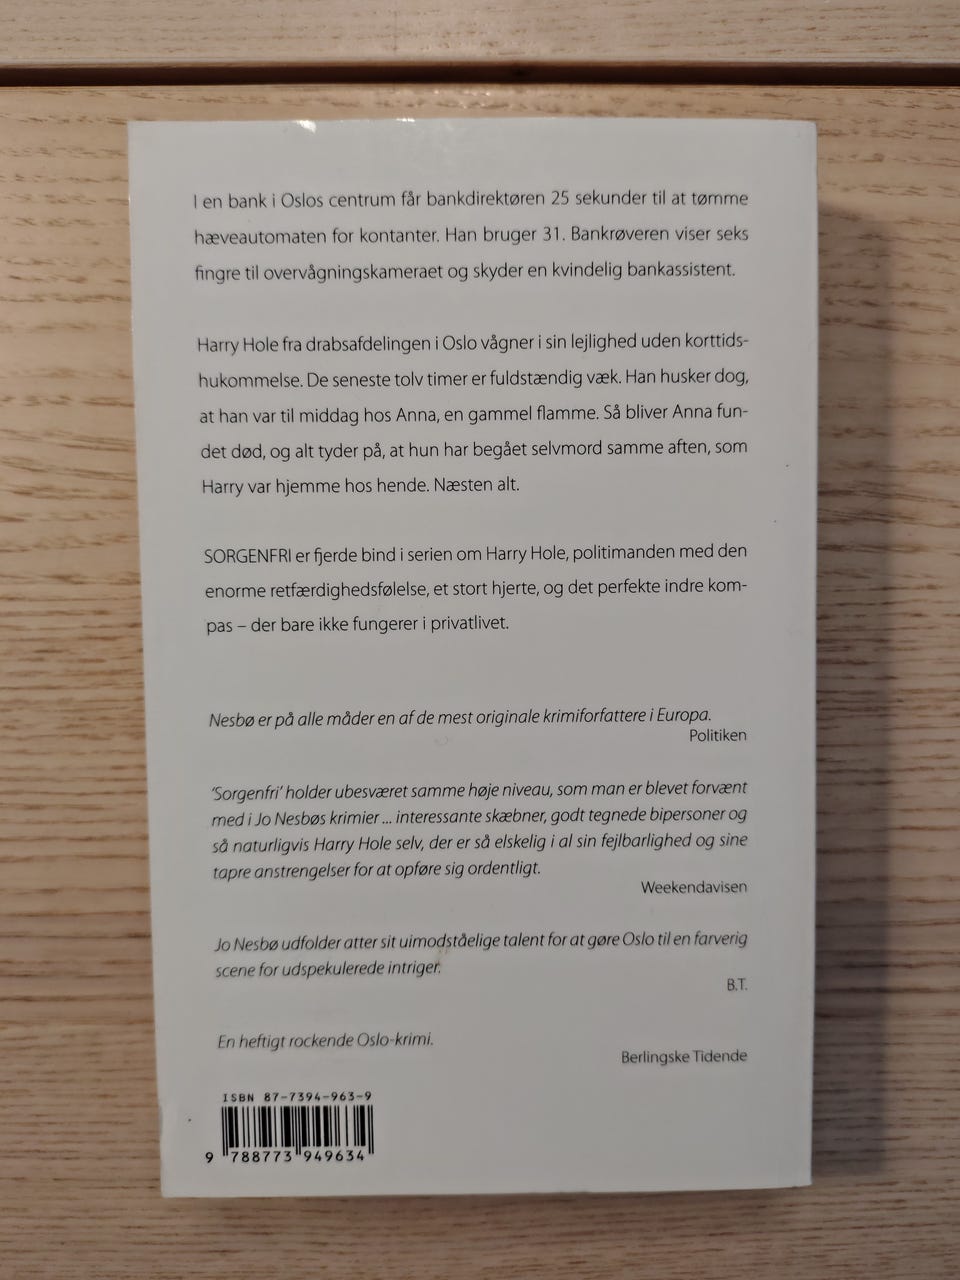 I en bank i Oslos centrum får bankdirektøren 25 sekunder til at tømme
hæveautomaten for kontanter. Han bruger 31. Bankrøveren viser seks
fingre til overvågningskameraet og skyder en kvindelig bankassistent.
Harry Hole fra drabsafdelingen i Oslo vågner i sin lejlighed uden korttids-
hukommelse. De seneste tolv timer er fuldstændig væk. Han husker dog,
at han var til middag hos Anna, en gammel flamme. Så bliver Anna fun-
det død, og alt tyder på, at hun har begået selvmord samme aften, som
Harry var hjemme hos hende. Næsten alt.
SORGENFRI er fjerde bind i serien om Harry Hole, politimanden med den
enorme retfærdighedsfølelse, et stort hjerte, og det perfekte indre kom-
pas – der bare ikke fungerer i privatlivet.
Nesbø er på alle måder en af de mest originale krimiforfattere i Europa.
Politiken
'Sorgenfri' holder ubesværet samme høje niveau, som man er blevet forvænt
med i Jo Nesbøs krimier ... interessante skæbner, godt tegnede bipersoner og
så naturligvis Harry Hole selv, der er så elskelig i al sin fejlbarlighed og sine
tapre anstrengelser for at opføre sig ordentligt.
Weekendavisen
Jo Nesbø udfolder atter sit uimodståelige talent for at gøre Oslo til en farverig
scene for udspekulerede intriger.
B.T.
En heftigt rockende Oslo-krimi.
Berlingske Tidende
ISBN 87-7394-963-9
9 788773 949634